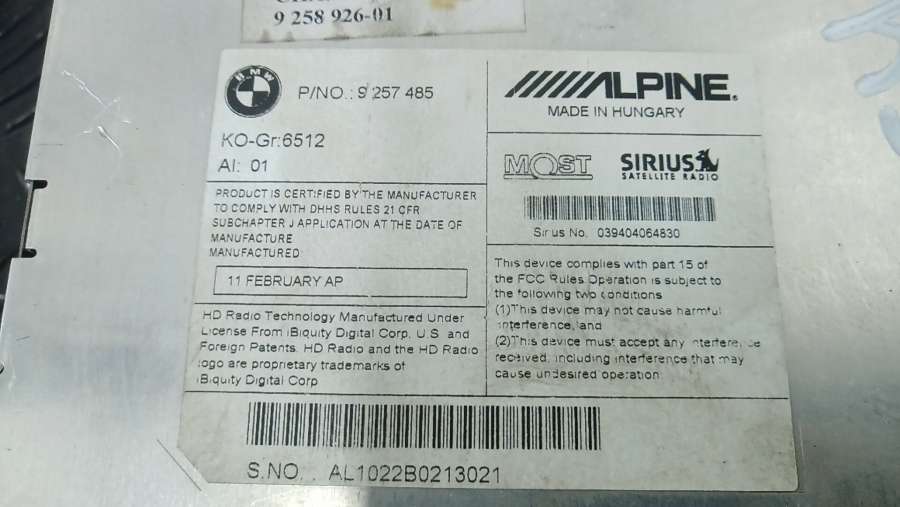 9 258 926-01
BMW
P/NO.: 9 257 485
KO-Gr:6512
AI: 01
PRODUCT IS CERTIFIED BY THE MANUFACTURER
TO COMPLY WITH DHHS RULES 21 CFR
SUBCHAPTER J APPLICATION AT THE DATE OF
MANUFACTURE
MANUFACTURED
11 FEBRUARY AP
HD Radio Technology Manufactured Under
License From iBiquity Digital Corp, U.S. and
Foreign Patents. HD Radio and the HD Radio
logo are proprietary trademarks of
iBiquity Digital Corp
ALPINE®
MADE IN HUNGARY
MOST
SIRIUS
SATELLITE RADIO
Sirius No. 039404064830
This device complies with part 15 of
the FCC Rules Operation is subject to
the following two conditions
(1)This device may not cause harmful
interference, and
(2)This device must accept any interference
received, including interference that may
cause undesired operation.
S.NO. AL1022B0213021